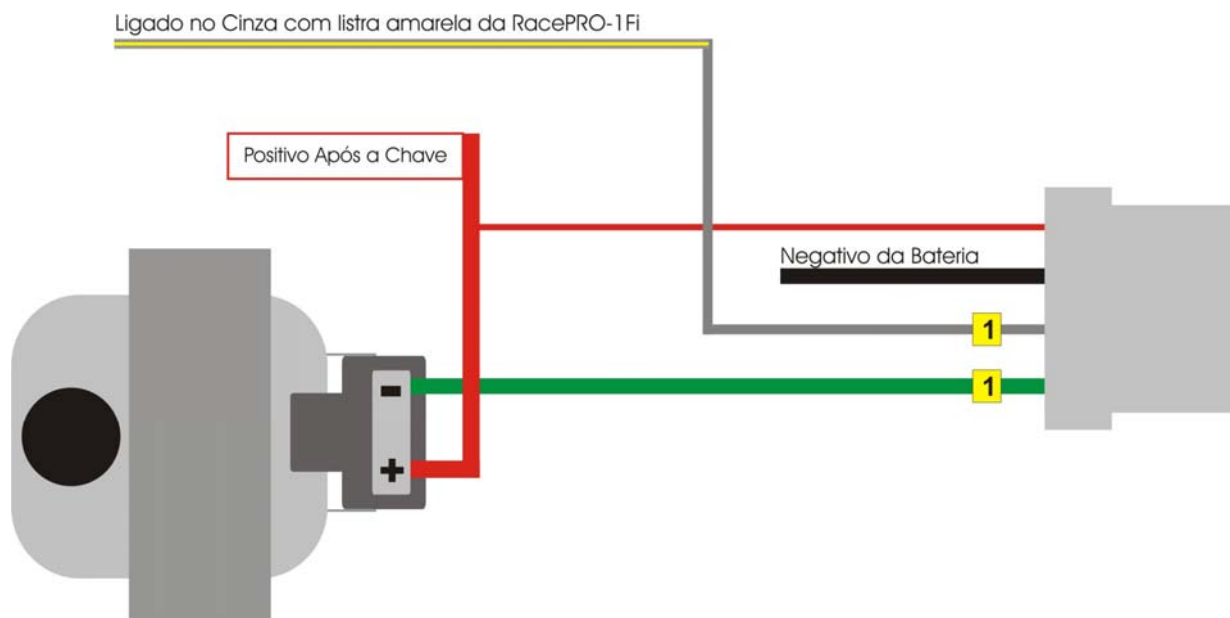 Ligado no Cinza com listra amarela da RacePRO-1Fi
Positivo Após a Chave
Negativo da Bateria
1
1
-
+